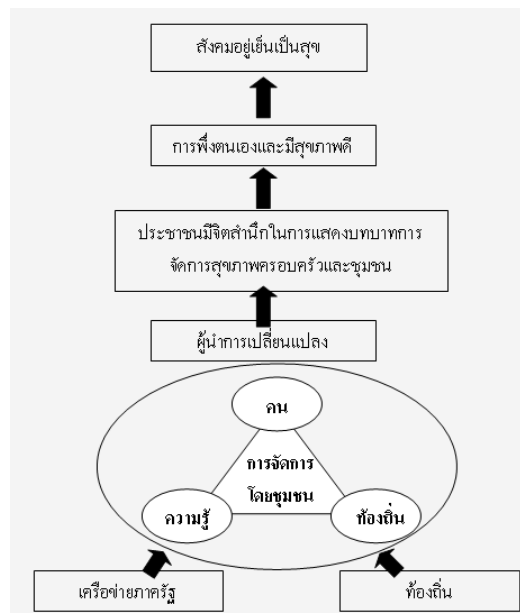 สังคมอยู่เย็นเป็นสุข
การพึ่งตนเองและมีสุขภาพดี
ประชาชนมีจิตสำนึกในการแสดงบทบาทการ
จัดการสุขภาพครอบครัวและชุมชน
ผู้นำการเปลี่ยนแปลง
คน
การจัดการ
โดยชุมชน
ความรู้
ท้องถิ่น
เครือข่ายภาครัฐ
ท้องถิ่น